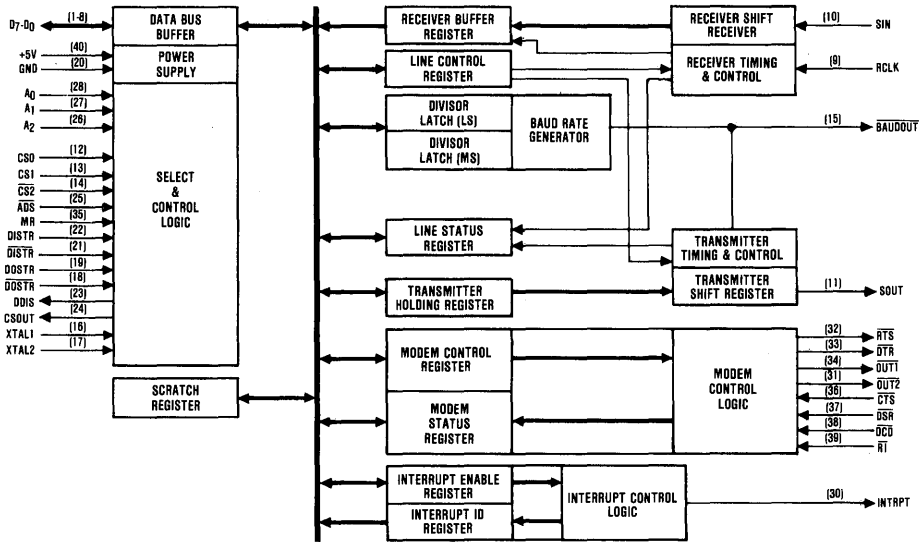 D7-D0
(1-8)
+5V
(40)
GND
(20)
A0
(28)
A1
(27)
A2
(26)
CS0
(12)
CS1
(13)
CS2
(14)
ADS
(25)
MR
(35)
DISTR
(22)
DISTR
(21)
DOSTR
(19)
DOSTR
(18)
DDIS
(23)
CSOUT
(24)
XTAL1
(16)
XTAL2
(17)
DATA BUS
BUFFER
POWER
SUPPLY
SELECT
&
CONTROL
LOGIC
SCRATCH
REGISTER
RECEIVER BUFFER
REGISTER
LINE CONTROL
REGISTER
DIVISOR
LATCH (LS)
DIVISOR
LATCH (MS)
BAUD RATE
GENERATOR
LINE STATUS
REGISTER
TRANSMITTER
HOLDING REGISTER
MODEM CONTROL
REGISTER
MODEM
STATUS
REGISTER
INTERRUPT ENABLE
REGISTER
INTERRUPT ID
REGISTER
INTERRUPT CONTROL
LOGIC
RECEIVER SHIFT
RECEIVER
RECEIVER TIMING
& CONTROL
TRANSMITTER
TIMING & CONTROL
TRANSMITTER
SHIFT REGISTER
MODEM
CONTROL
LOGIC
(10)
SIN
(9)
RCLK
(15)
BAUDOUT
(11)
SOUT
(32)
RTS
(33)
DTR
(34)
OUT1
(31)
OUT2
(36)
CTS
(37)
DSR
(38)
DCD
(39)
RI
(30)
INTRPT